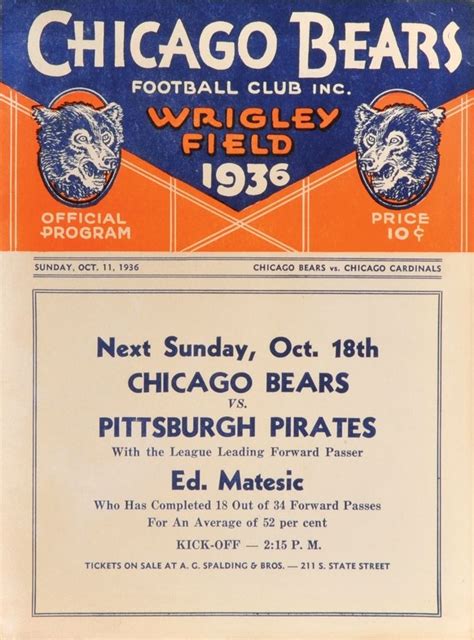 CHICAGO BEARS
FOOTBALL CLUB INC.
WRIGLEY
FIELD
1936
OFFICIAL
PROGRAM
PRICE
10¢
SUNDAY, OCT. 11, 1936
CHICAGO BEARS vs. CHICAGO CARDINALS
Next Sunday, Oct. 18th
CHICAGO BEARS
VS.
PITTSBURGH PIRATES
With the League Leading Forward Passer
Ed. Matesic
Who Has Completed 18 Out of 34 Forward Passes
For An Average of 52 per cent
KICK-OFF — 2:15 P. M.
TICKETS ON SALE AT A. G. SPALDING & BROS. — 211 S. STATE STREET